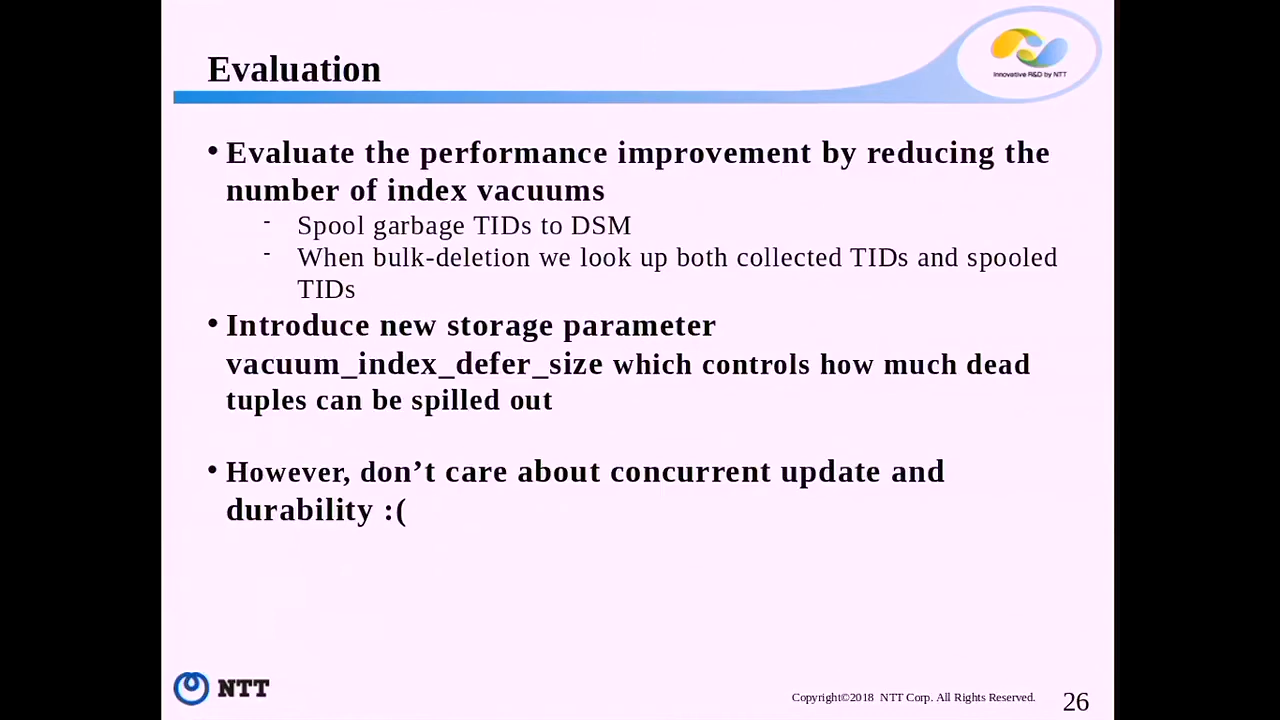 Evaluation
Innovative R&D by NTT
• Evaluate the performance improvement by reducing the
number of index vacuums
- Spool garbage TIDs to DSM
- When bulk-deletion we look up both collected TIDs and spooled
TIDs
• Introduce new storage parameter
vacuum_index_defer_size which controls how much dead
tuples can be spilled out
• However, don’t care about concurrent update and
durability :(
NTT
Copyright©2018 NTT Corp. All Rights Reserved.
26